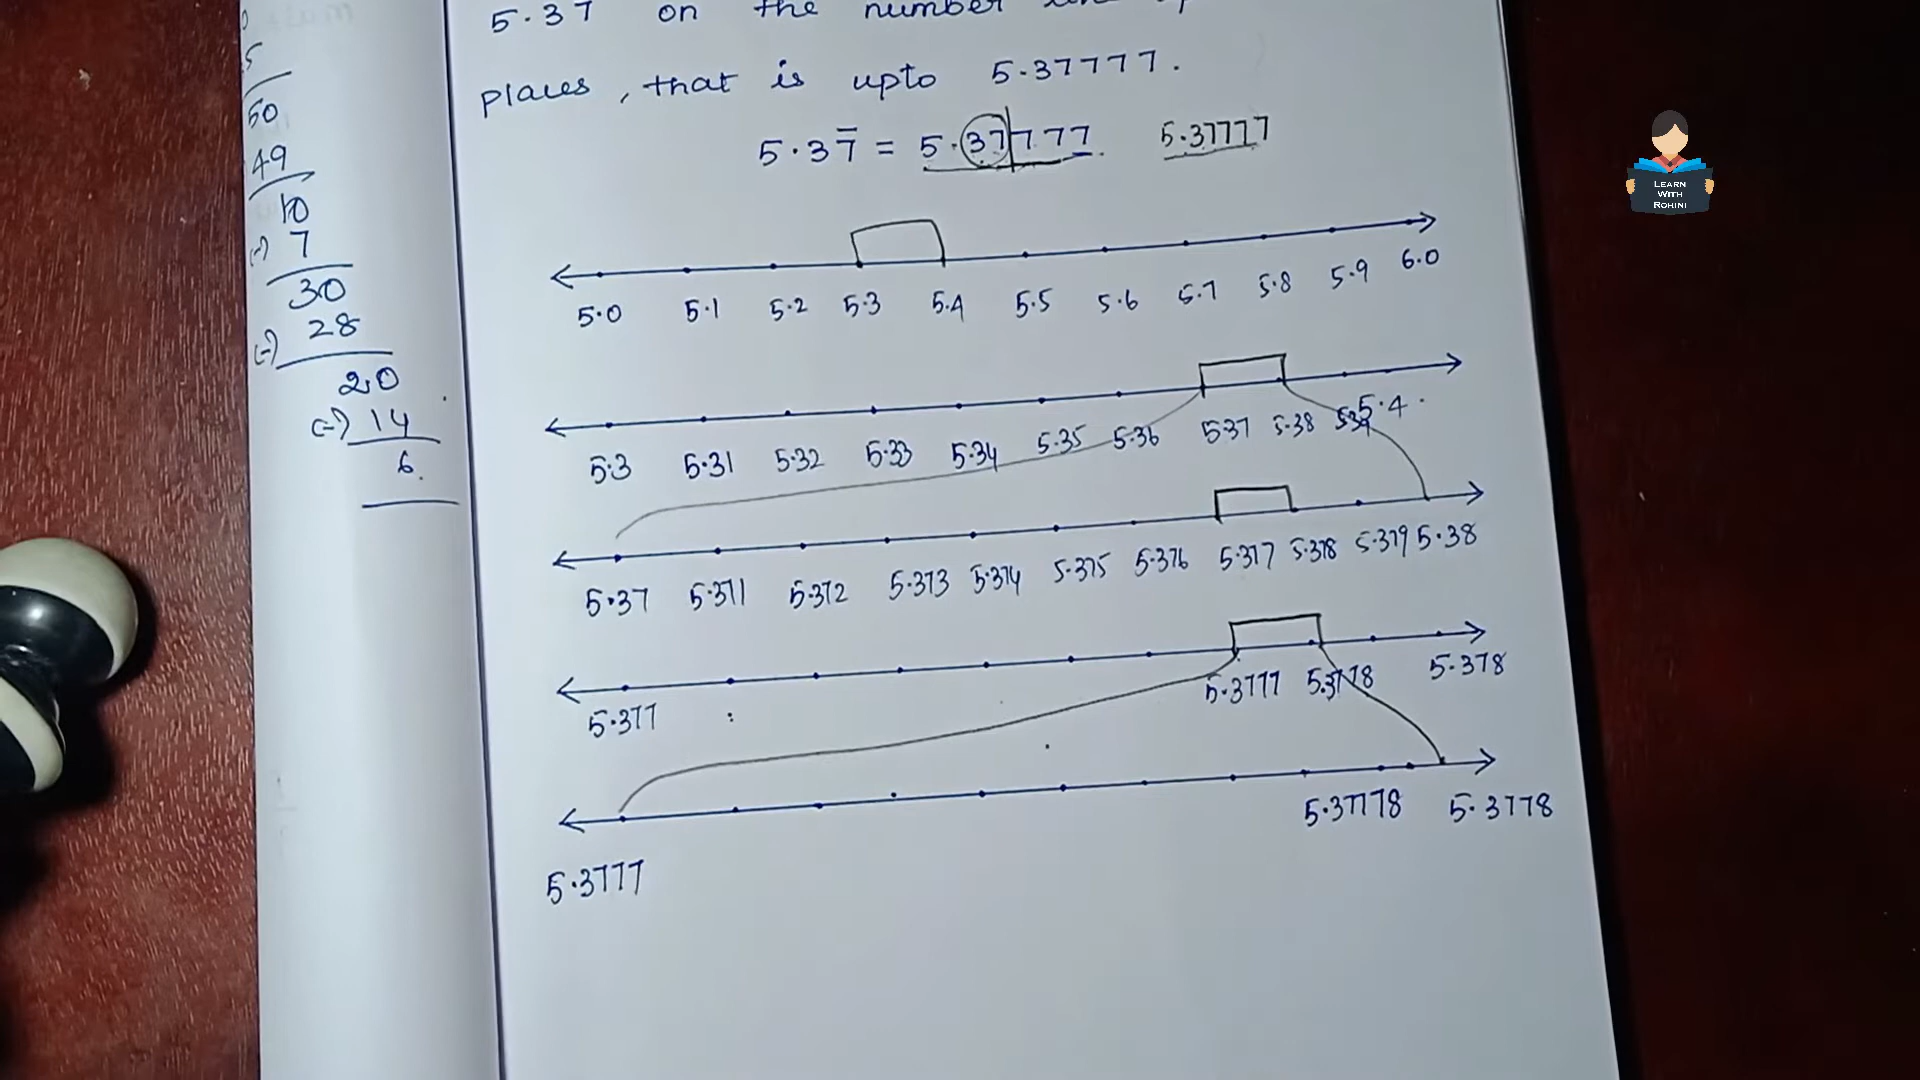 5.37 on the number
places, that is upto 5.37777.
5.37̅ = 5.37777. 5.37777
5.0 5.1 5.2 5.3 5.4 5.5 5.6 5.7 5.8 5.9 6.0
5.3 5.31 5.32 5.33 5.34 5.35 5.36 5.37 5.38 5.39 5.4
5.37 5.371 5.372 5.373 5.374 5.375 5.376 5.377 5.378 5.379 5.38
5.377 5.3777 5.3778 5.378
5.37778 5.3778
5.3777
5
50
49
10
(-) 7
30
(-) 28
20
(-) 14
6.
LEARN
WITH
ROHINI